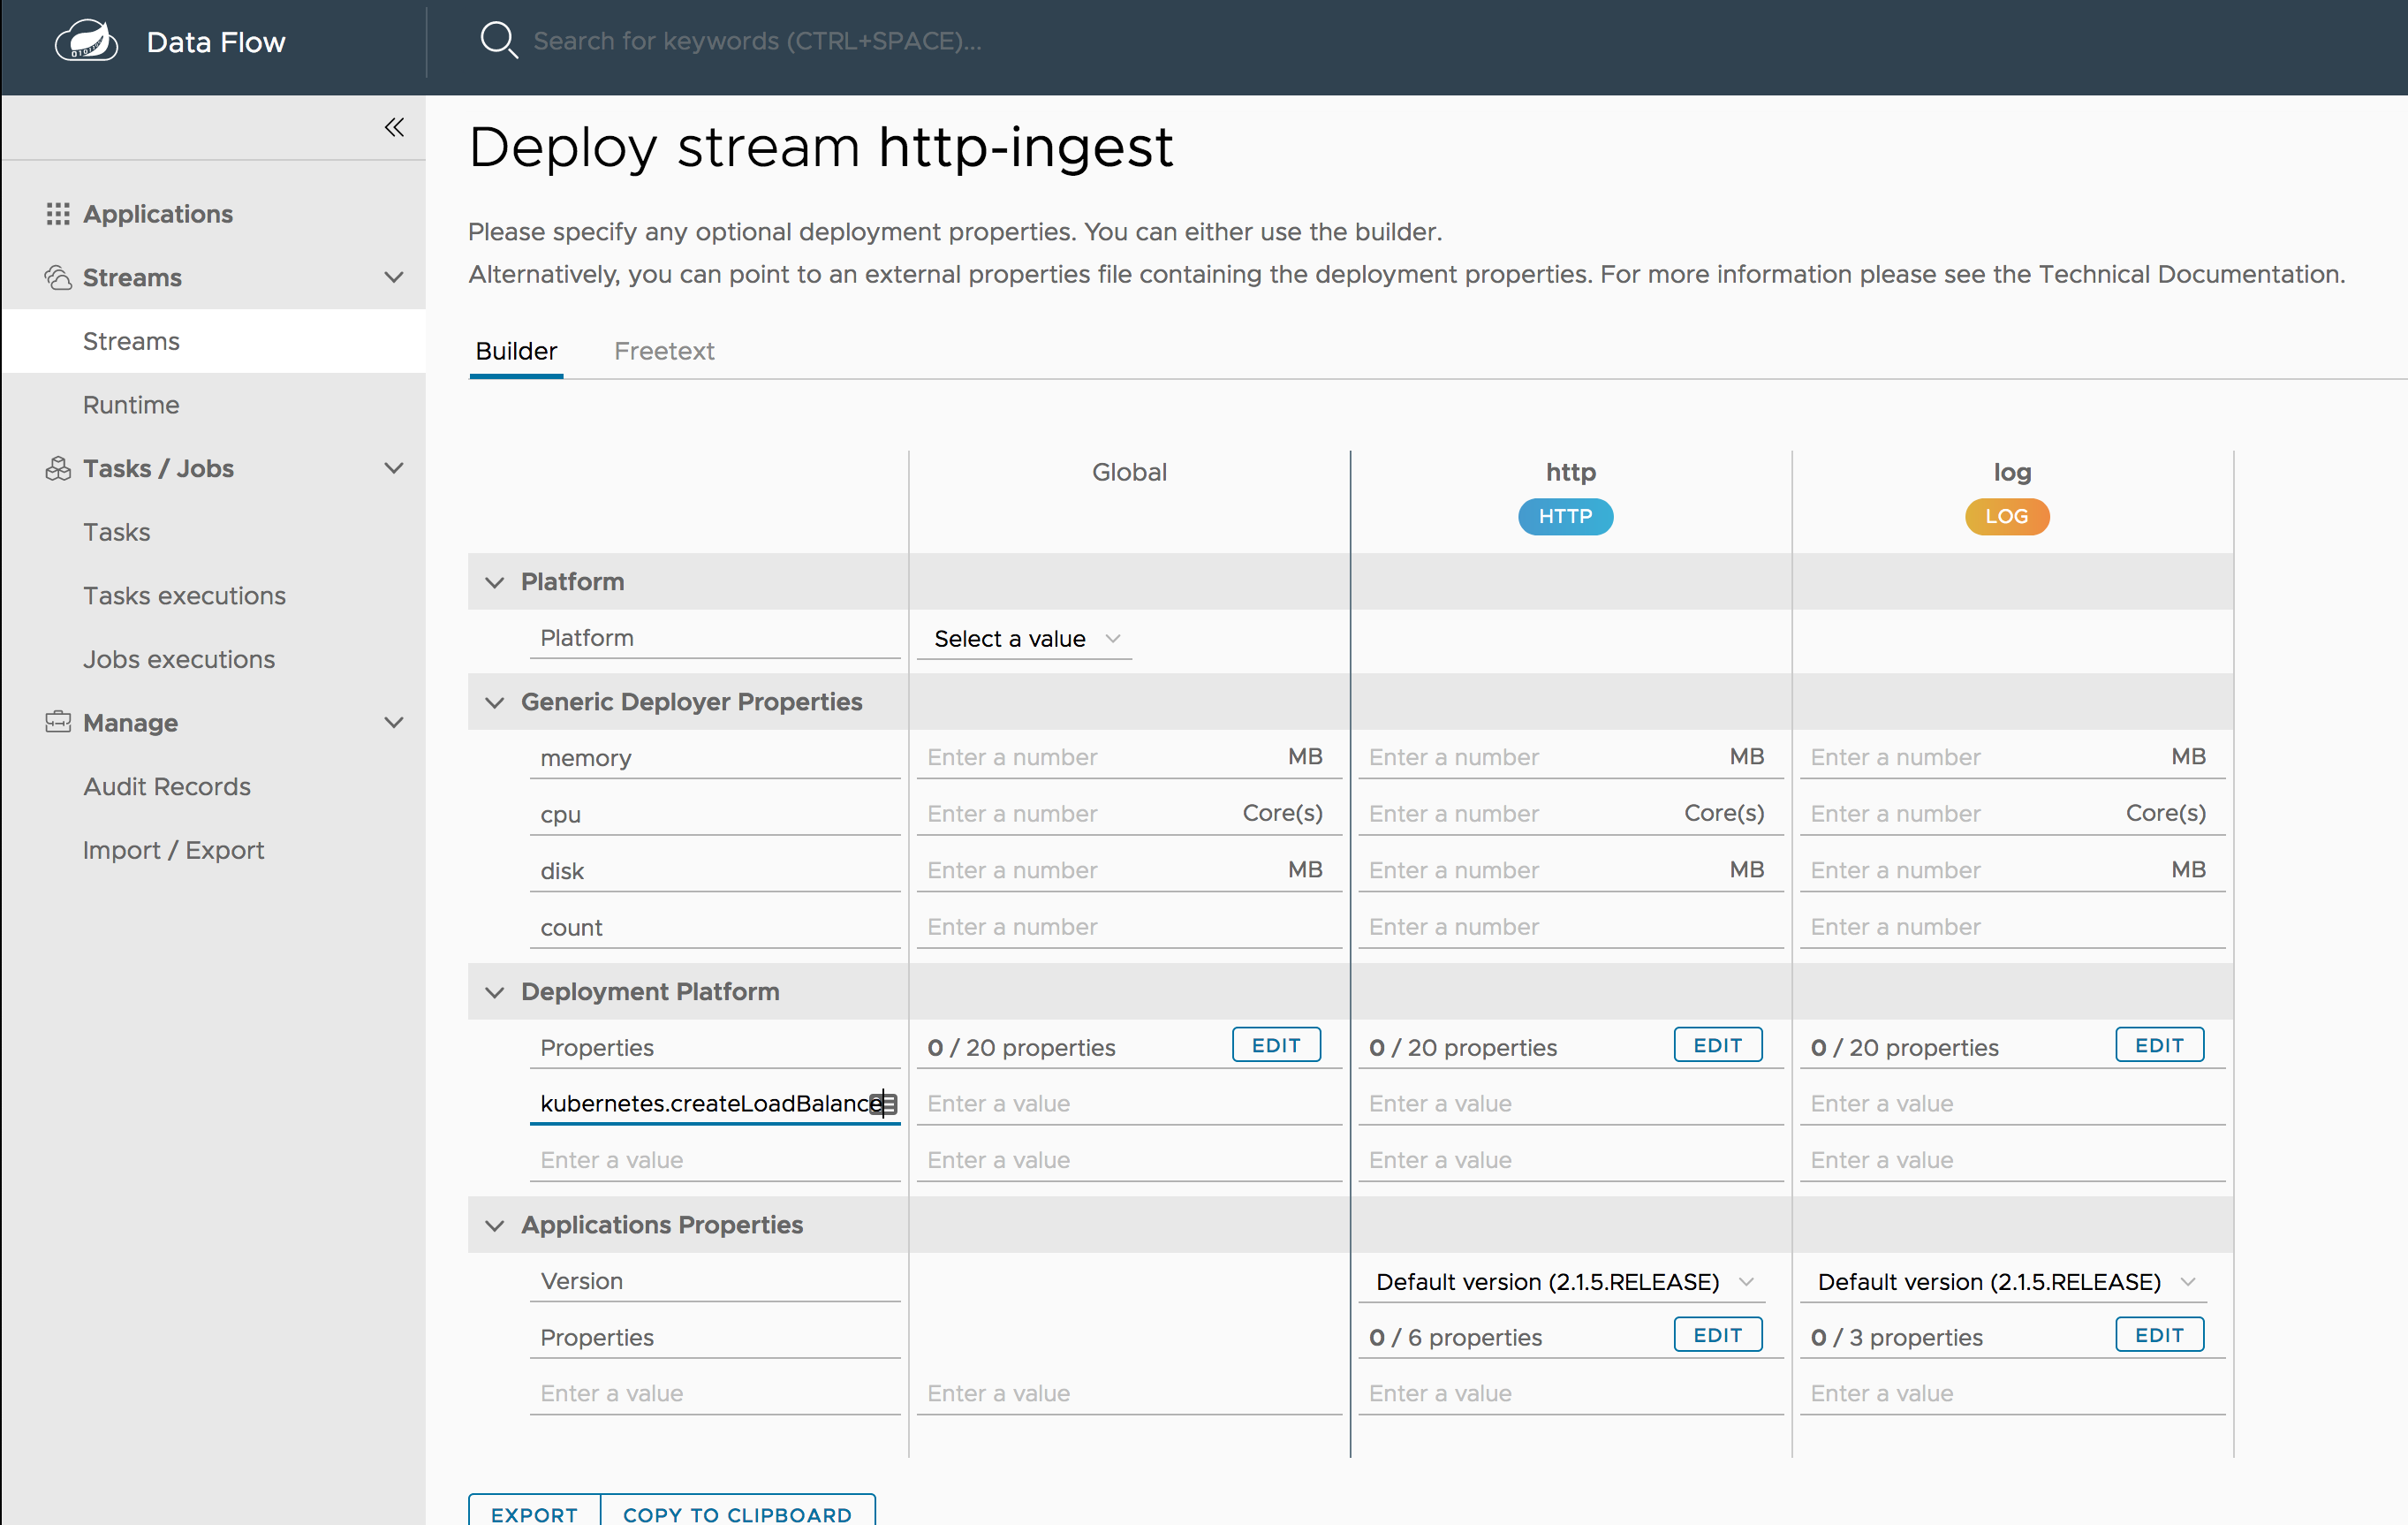 Data Flow
Search for keywords (CTRL+SPACE)...
Applications
Streams
Streams
Runtime
Tasks / Jobs
Tasks
Tasks executions
Jobs executions
Manage
Audit Records
Import / Export
Deploy stream http-ingest
Please specify any optional deployment properties. You can either use the builder.
Alternatively, you can point to an external properties file containing the deployment properties. For more information please see the Technical Documentation.
Builder Freetext
Global http log
HTTP LOG
Platform
Platform Select a value
Generic Deployer Properties
memory Enter a number MB Enter a number MB Enter a number MB
cpu Enter a number Core(s) Enter a number Core(s) Enter a number Core(s)
disk Enter a number MB Enter a number MB Enter a number MB
count Enter a number Enter a number Enter a number
Deployment Platform
Properties 0 / 20 properties EDIT 0 / 20 properties EDIT 0 / 20 properties EDIT
kubernetes.createLoadBalance Enter a value Enter a value Enter a value
Enter a value Enter a value Enter a value Enter a value
Applications Properties
Version Default version (2.1.5.RELEASE) Default version (2.1.5.RELEASE)
Properties 0 / 6 properties EDIT 0 / 3 properties EDIT
Enter a value Enter a value Enter a value Enter a value
EXPORT COPY TO CLIPBOARD